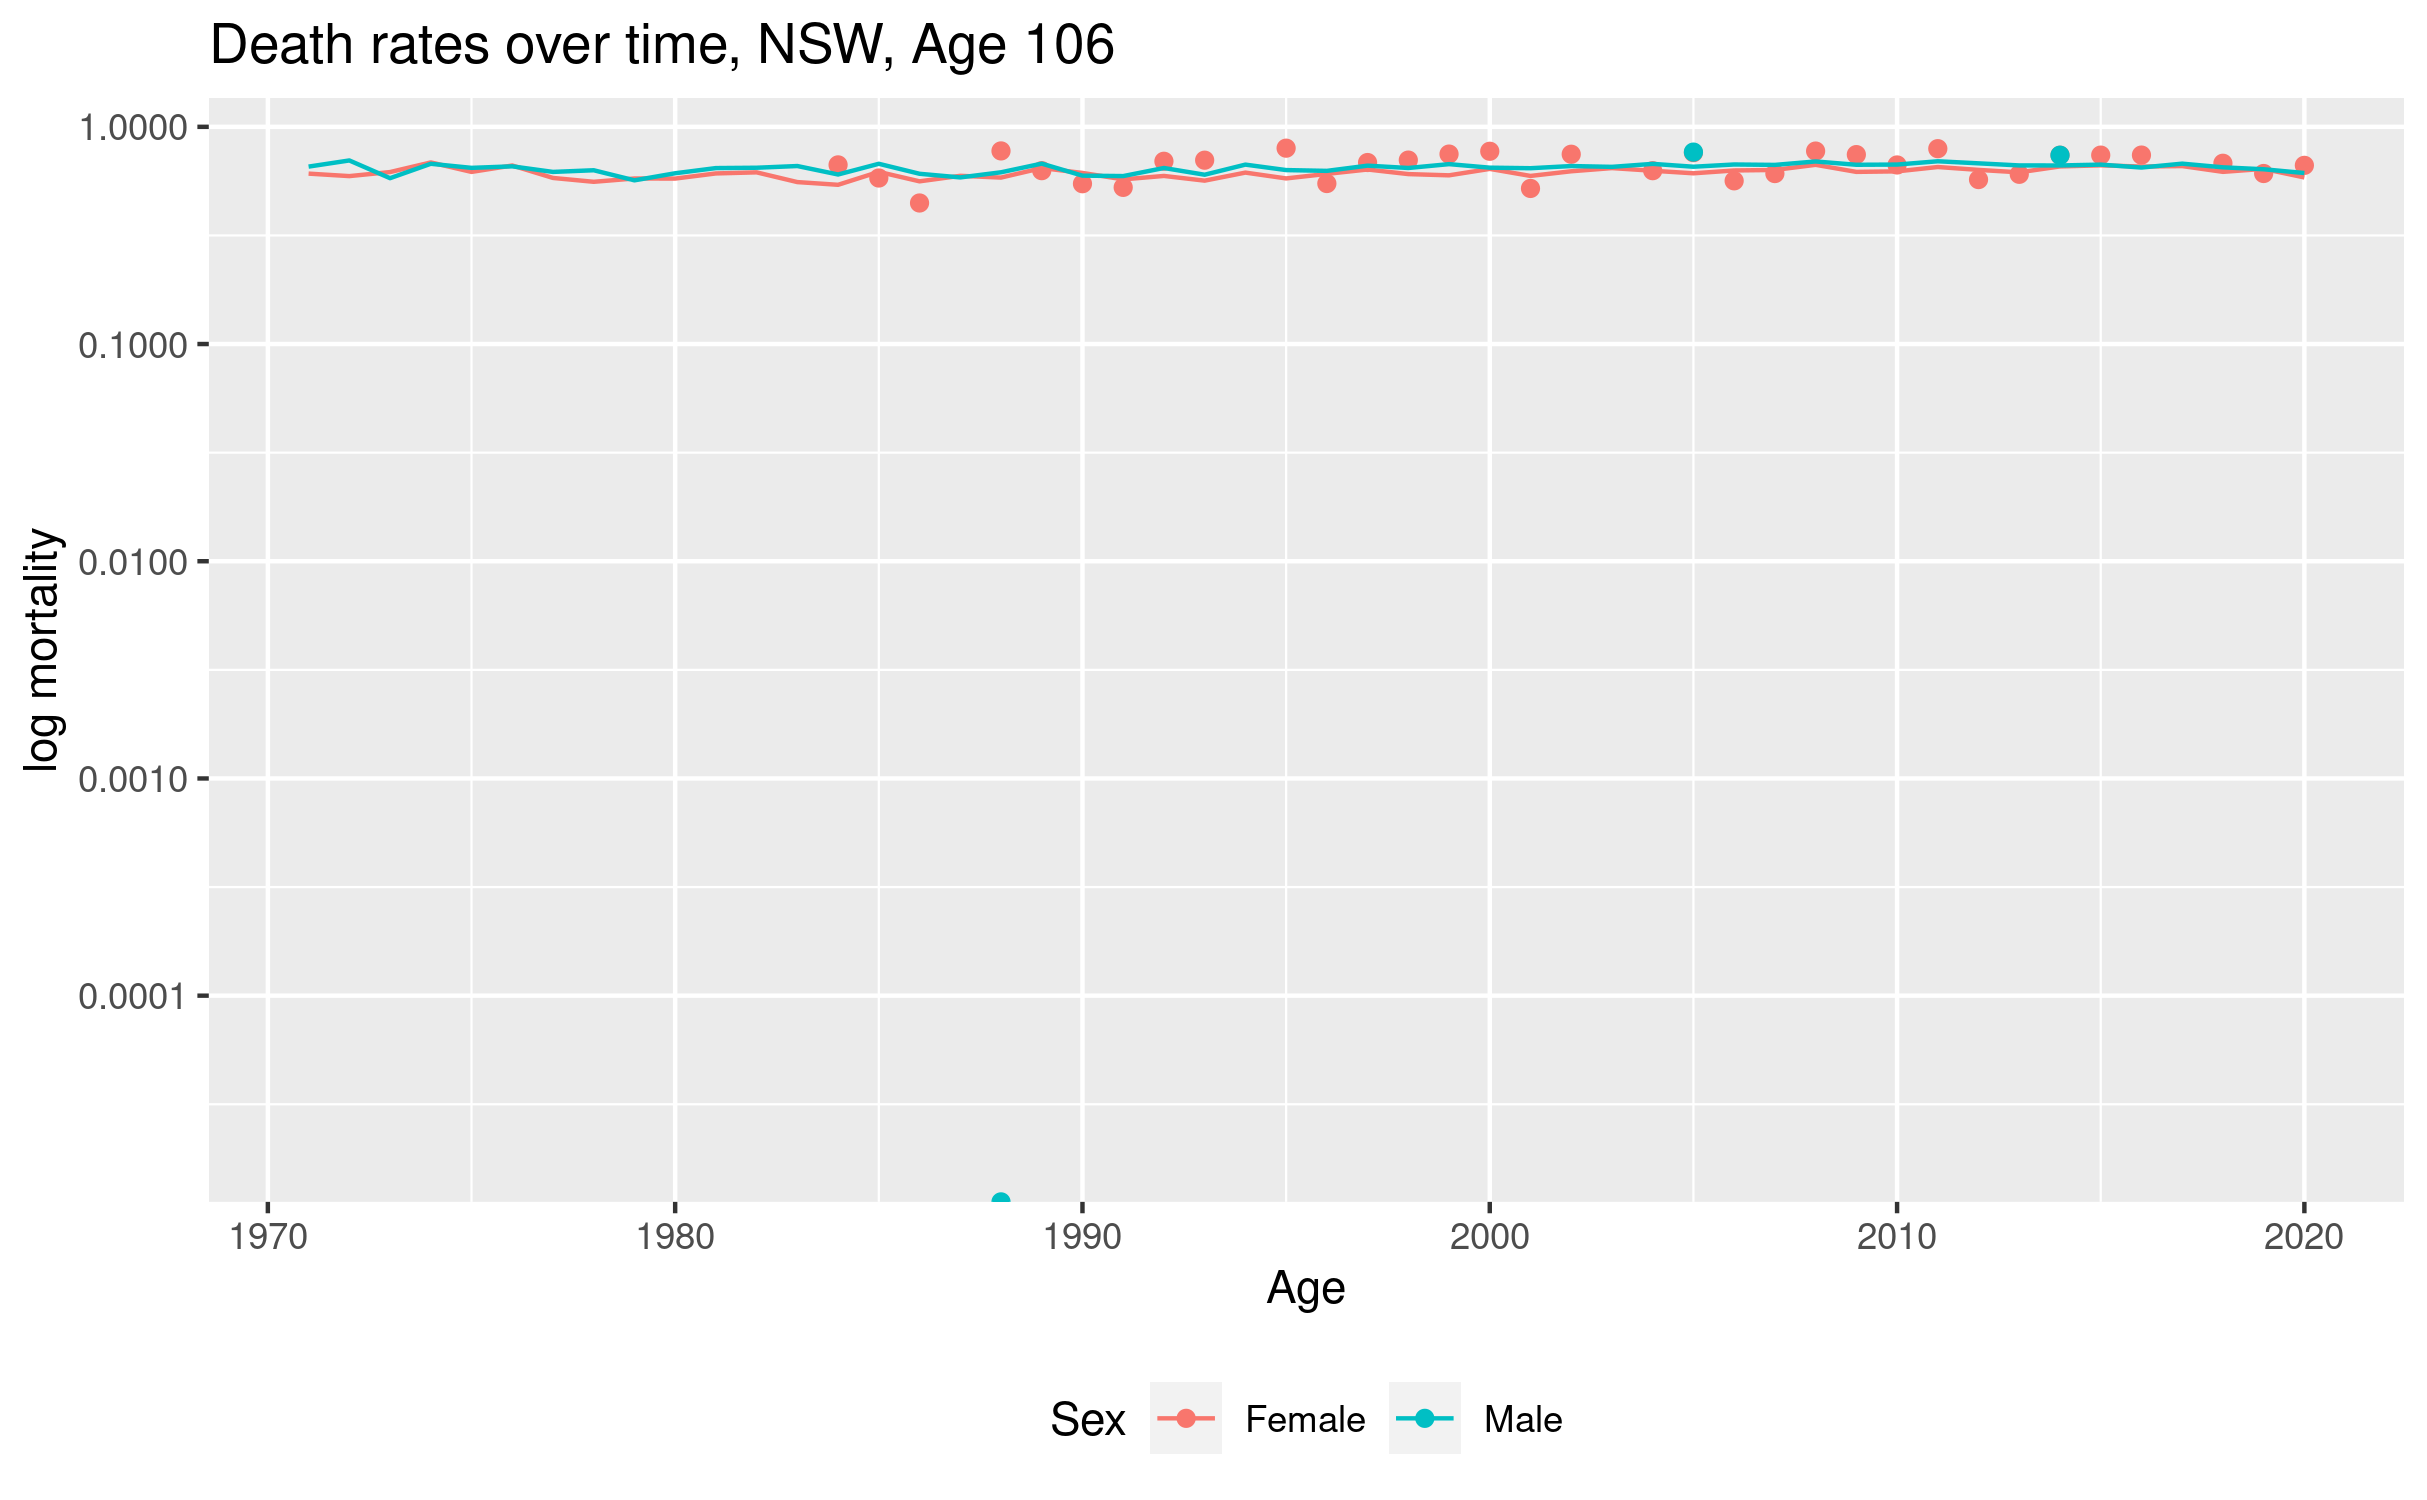 Death rates over time, NSW, Age 106
1.0000
0.1000
0.0100
0.0010
0.0001
log mortality
1970 1980 1990 2000 2010 2020
Age
Sex Female Male